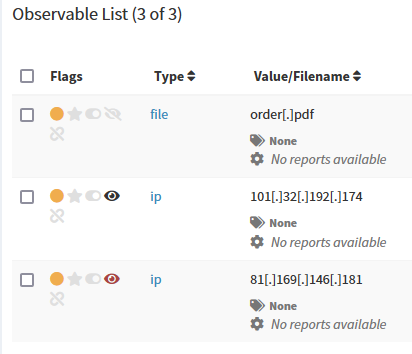 Observable List (3 of 3)
Flags Type Value/Filename
file order[.]pdf
None
No reports available
ip 101[.]32[.]192[.]174
None
No reports available
ip 81[.]169[.]146[.]181
None
No reports available